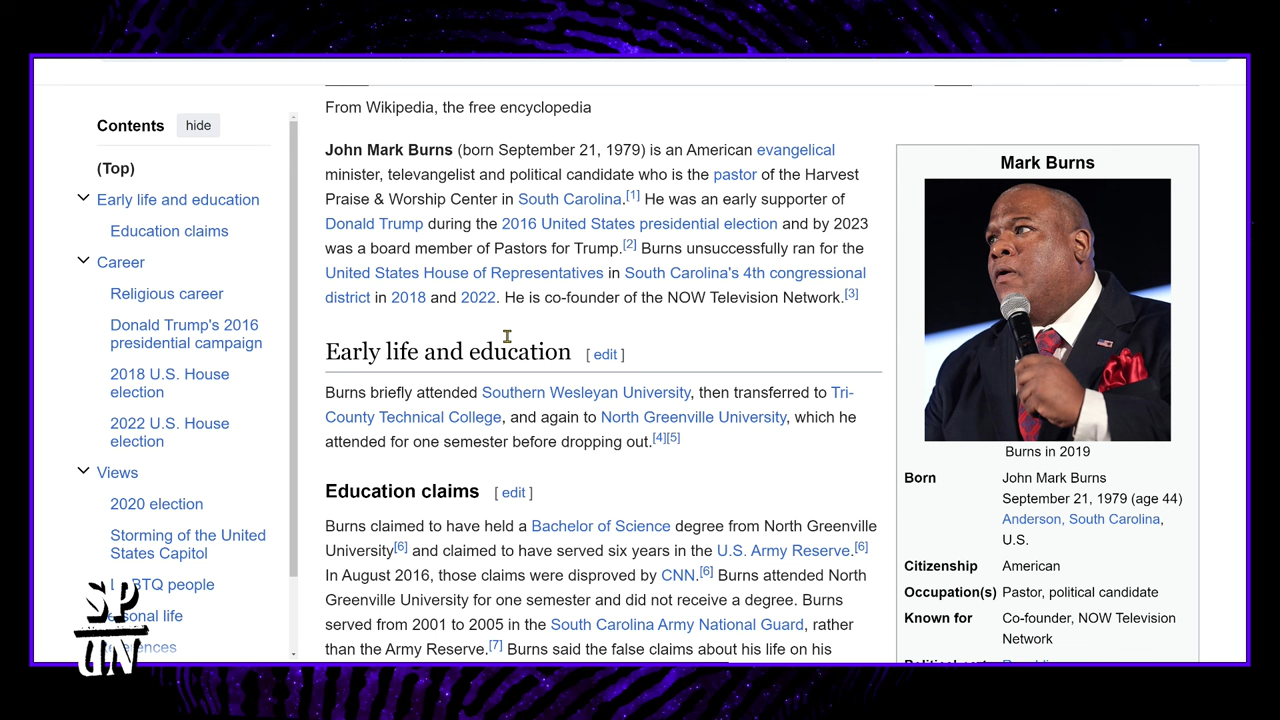 Contents hide
(Top)
Early life and education
Education claims
Career
Religious career
Donald Trump's 2016
presidential campaign
2018 U.S. House
election
2022 U.S. House
election
Views
2020 election
Storming of the United
States Capitol
From Wikipedia, the free encyclopedia
John Mark Burns (born September 21, 1979) is an American evangelical
minister, televangelist and political candidate who is the pastor of the Harvest
Praise & Worship Center in South Carolina.[1] He was an early supporter of
Donald Trump during the 2016 United States presidential election and by 2023
was a board member of Pastors for Trump.[2] Burns unsuccessfully ran for the
United States House of Representatives in South Carolina's 4th congressional
district in 2018 and 2022. He is co-founder of the NOW Television Network.[3]
Early life and education [ edit ]
Burns briefly attended Southern Wesleyan University, then transferred to Tri-
County Technical College, and again to North Greenville University, which he
attended for one semester before dropping out.[4][5]
Education claims [ edit ]
Burns claimed to have held a Bachelor of Science degree from North Greenville
University[6] and claimed to have served six years in the U.S. Army Reserve.[6]
In August 2016, those claims were disproved by CNN.[6] Burns attended North
Greenville University for one semester and did not receive a degree. Burns
served from 2001 to 2005 in the South Carolina Army National Guard, rather
than the Army Reserve.[7] Burns said the false claims about his life on his
Mark Burns
Burns in 2019
Born John Mark Burns
September 21, 1979 (age 44)
Anderson, South Carolina,
U.S.
Citizenship American
Occupation(s) Pastor, political candidate
Known for Co-founder, NOW Television
Network
people
life
SP
UN